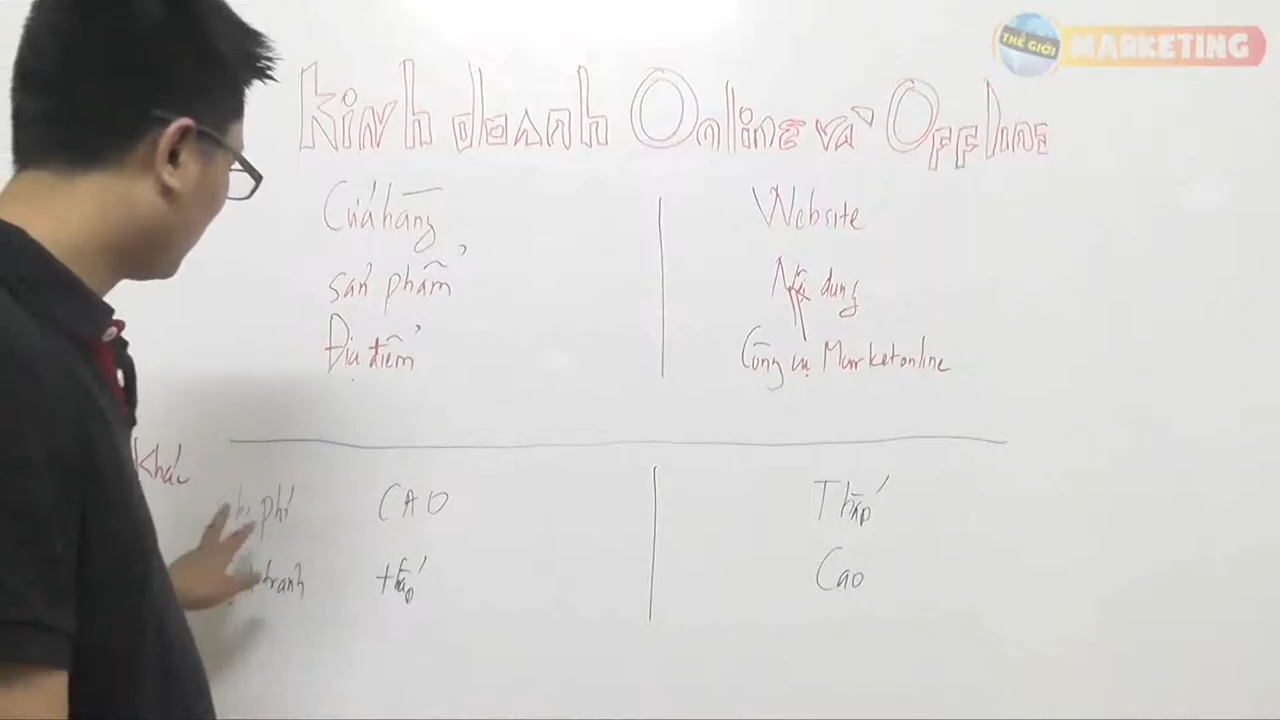 THẾ GIỚI MARKETING
Kinh doanh Online và Offline
Cửa hàng
Website
sản phẩm
Nội dung
Địa điểm
Công cụ Marketonline
Khác
phí
CAO
Thấp
tranh
thấp
Cao